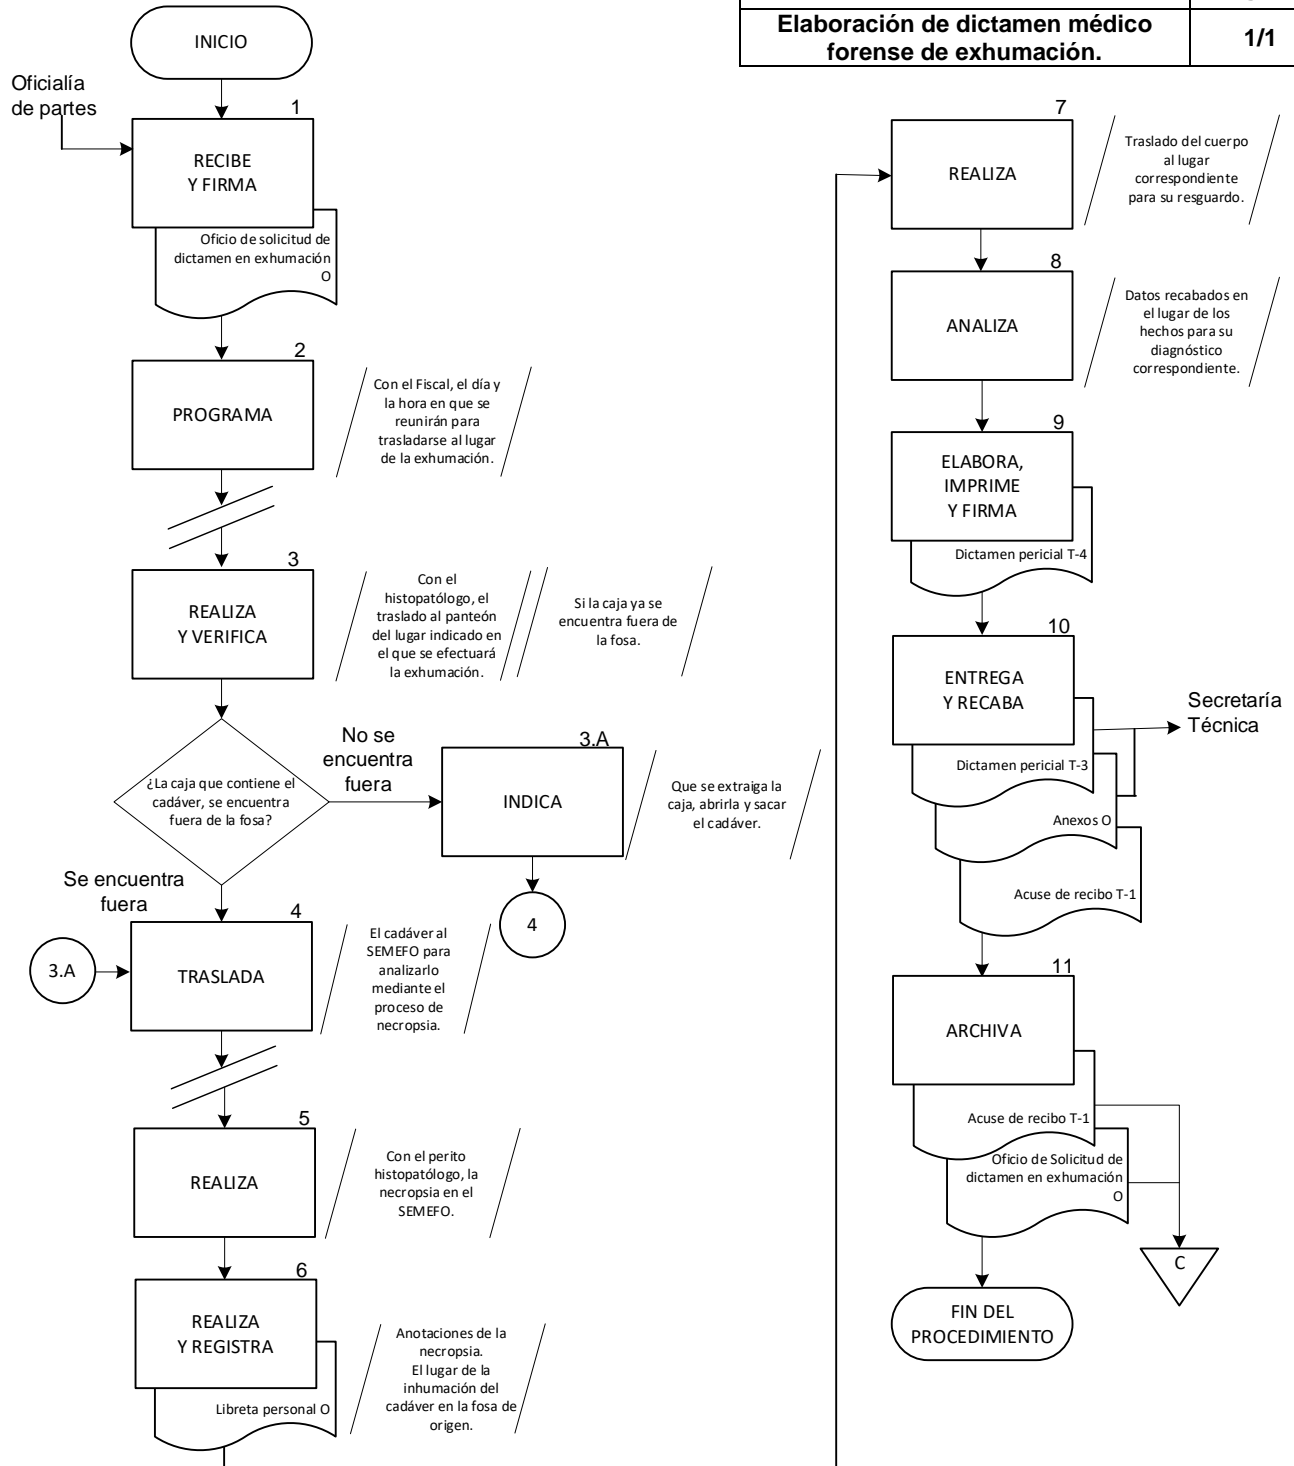 Elaboración de dictamen médico
forense de exhumación.
1/1
INICIO
Oficialía
de partes
1
RECIBE
Y FIRMA
Oficio de solicitud de
dictamen en exhumación
O
2
PROGRAMA
Con el Fiscal, el día y
la hora en que se
reunirán para
trasladarse al lugar
de la exhumación.
3
REALIZA
Y VERIFICA
Con el
histopatólogo, el
traslado al panteón
del lugar indicado en
el que se efectuará
la exhumación.
Si la caja ya se
encuentra fuera de
la fosa.
¿La caja que contiene el
cadáver, se encuentra
fuera de la fosa?
No se
encuentra
fuera
3.A
INDICA
Que se extraiga la
caja, abrirla y sacar
el cadáver.
4
Se encuentra
fuera
3.A
4
TRASLADA
El cadáver al
SEMEFO para
analizarlo
mediante el
proceso de
necropsia.
5
REALIZA
Con el perito
histopatólogo, la
necropsia en el
SEMEFO.
6
REALIZA
Y REGISTRA
Libreta personal O
Anotaciones de la
necropsia.
El lugar de la
inhumación del
cadáver en la fosa de
origen.
7
REALIZA
Traslado del cuerpo
al lugar
correspondiente
para su resguardo.
8
ANALIZA
Datos recabados en
el lugar de los
hechos para su
diagnóstico
correspondiente.
9
ELABORA,
IMPRIME
Y FIRMA
Dictamen pericial T-4
10
ENTREGA
Y RECABA
Secretaría
Técnica
Dictamen pericial T-3
Anexos O
Acuse de recibo T-1
11
ARCHIVA
Acuse de recibo T-1
Oficio de Solicitud de
dictamen en exhumación
O
C
FIN DEL
PROCEDIMIENTO